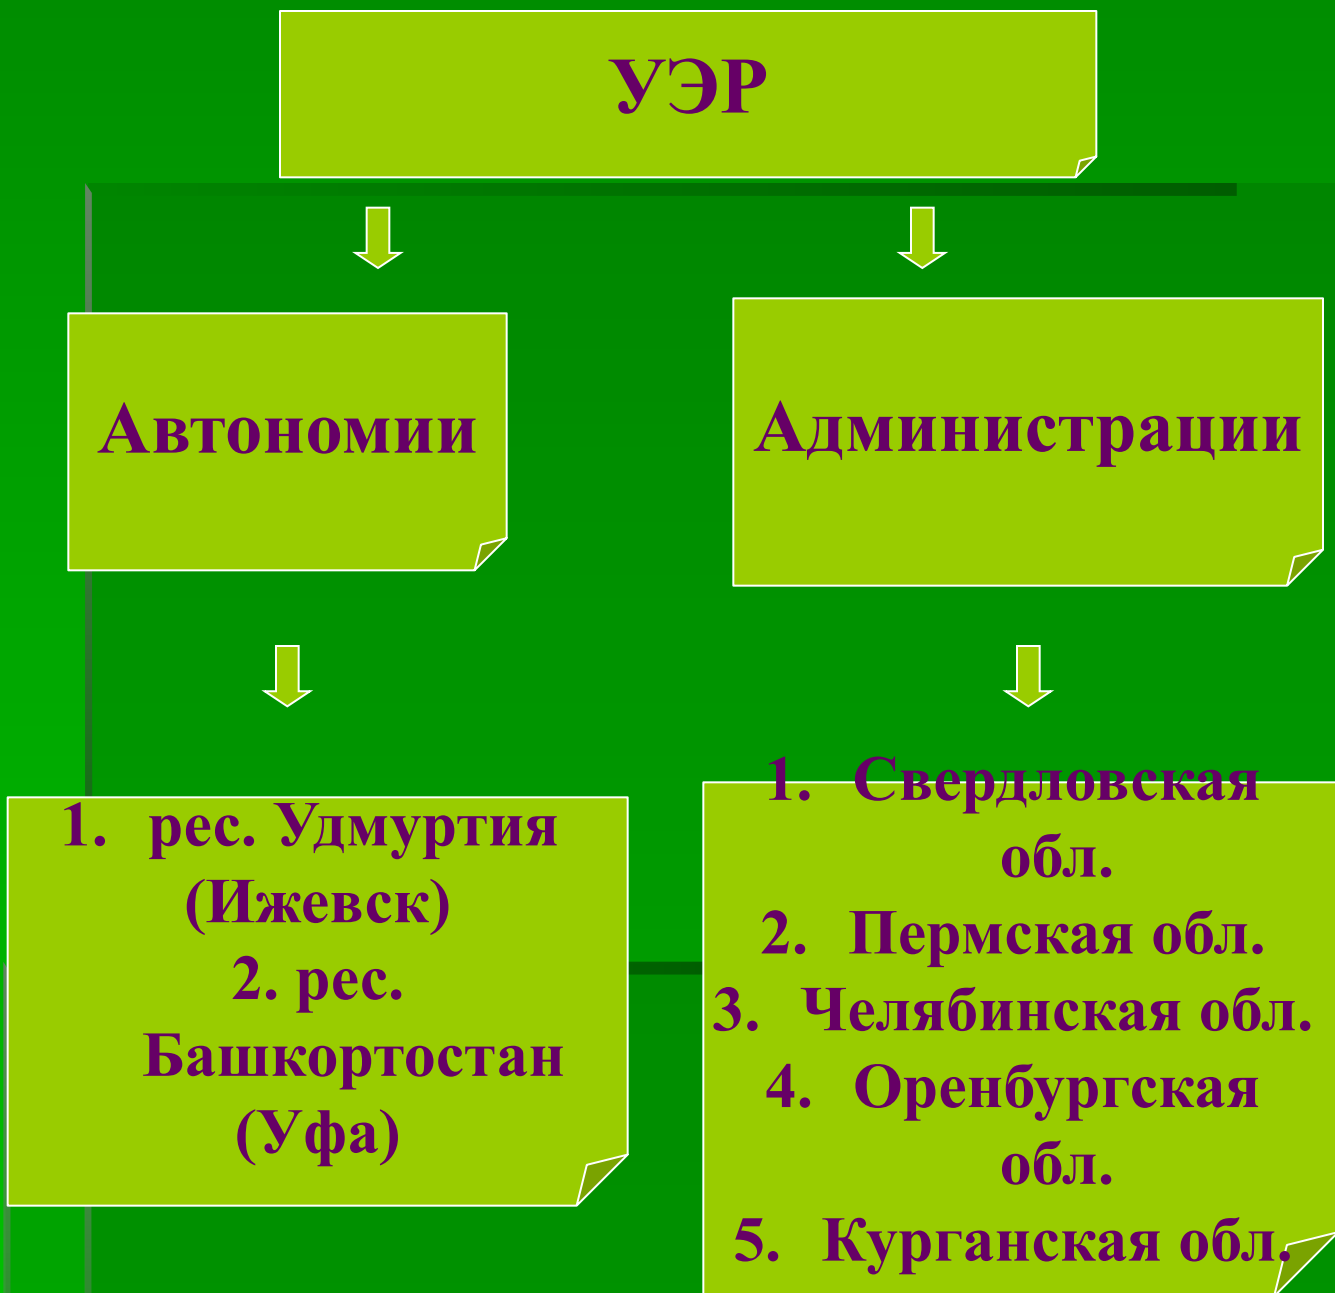 УЭР
Автономии
Администрации
1. рес. Удмуртия
(Ижевск)
2. рес.
Башкортостан
(Уфа)
1. Свердловская
обл.
2. Пермская обл.
3. Челябинская обл.
4. Оренбургская
обл.
5. Курганская обл.